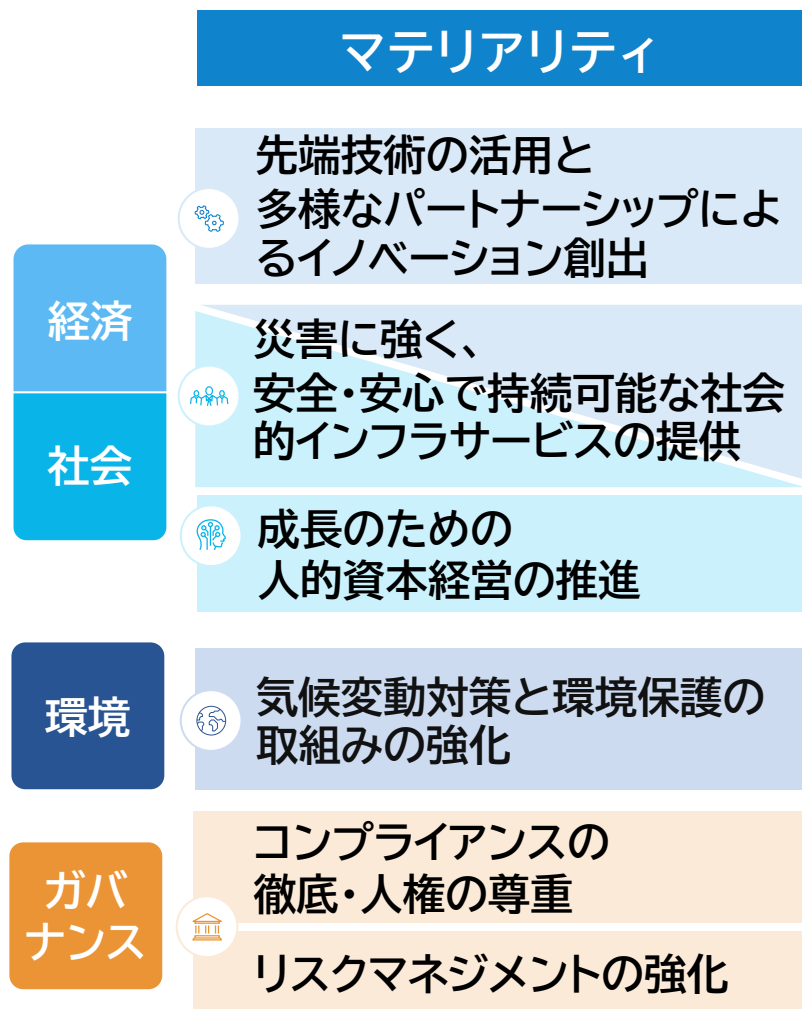 マテリアリティ
先端技術の活用と
多様なパートナーシップによ
るイノベーション創出
経済
災害に強く、
安全・安心で持続可能な社会
的インフラサービスの提供
社会
成長のための
人的資本経営の推進
環境
気候変動対策と環境保護の
取組みの強化
ガバ
ナンス
コンプライアンスの
徹底・人権の尊重
リスクマネジメントの強化